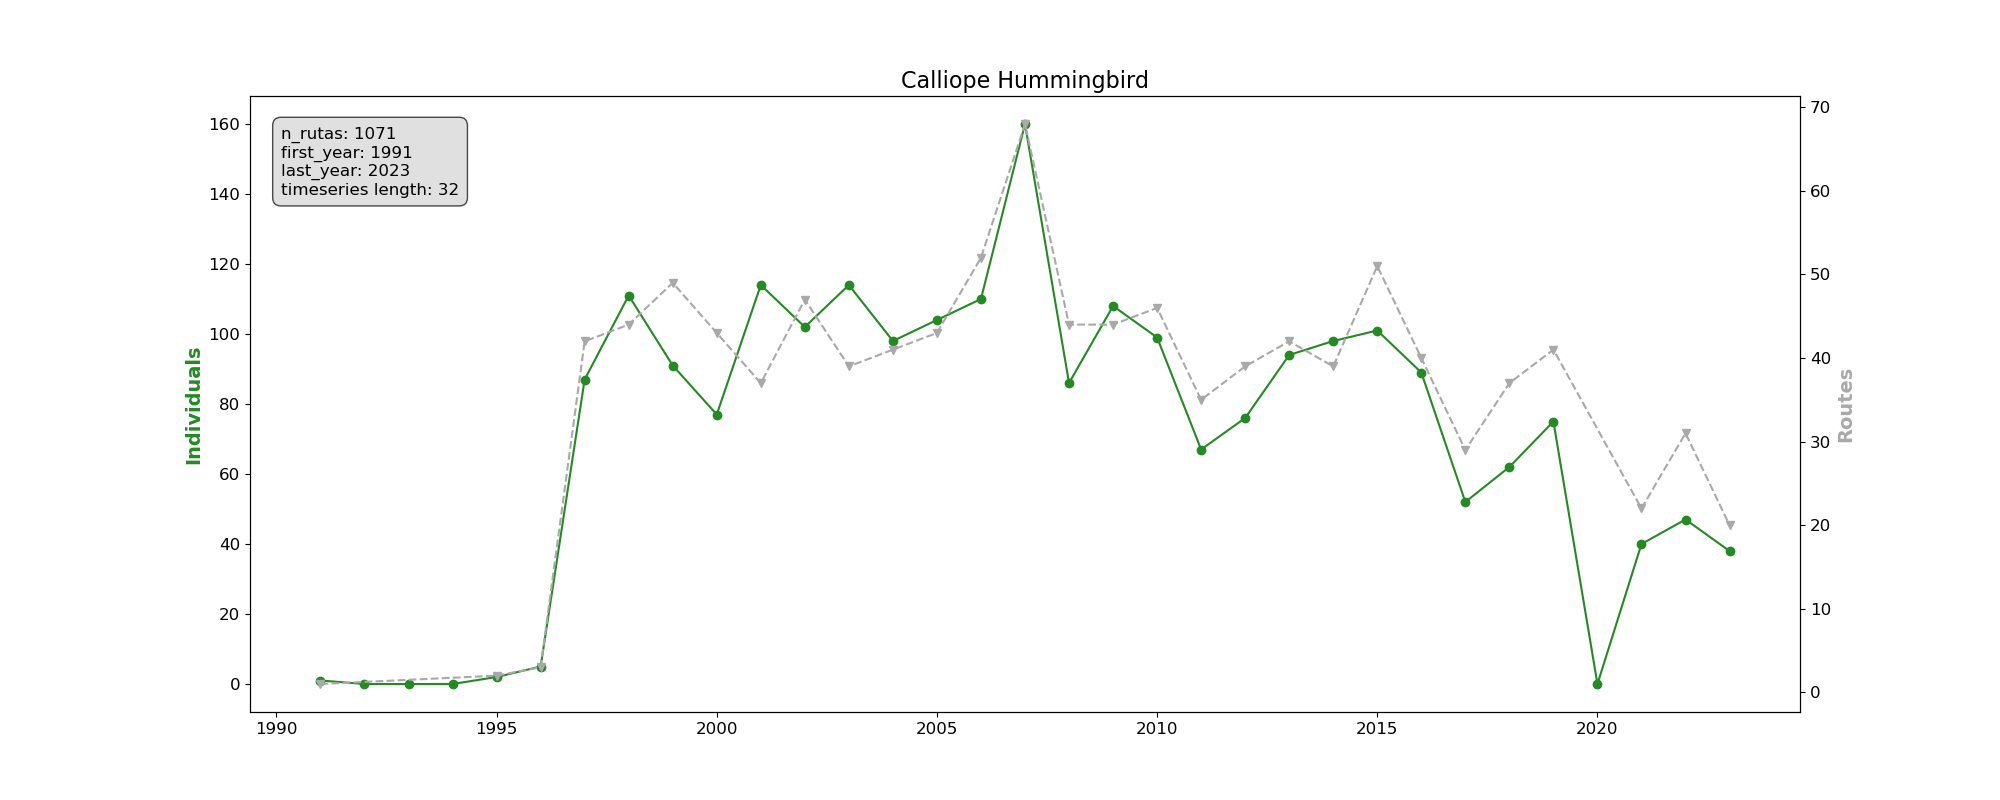 Calliope Hummingbird
n_rutas: 1071
first_year: 1991
last_year: 2023
timeseries length: 32
Individuals
160
140
120
100
80
60
40
20
0
70
60
50
40
30
20
10
0
Routes
1990 1995 2000 2005 2010 2015 2020